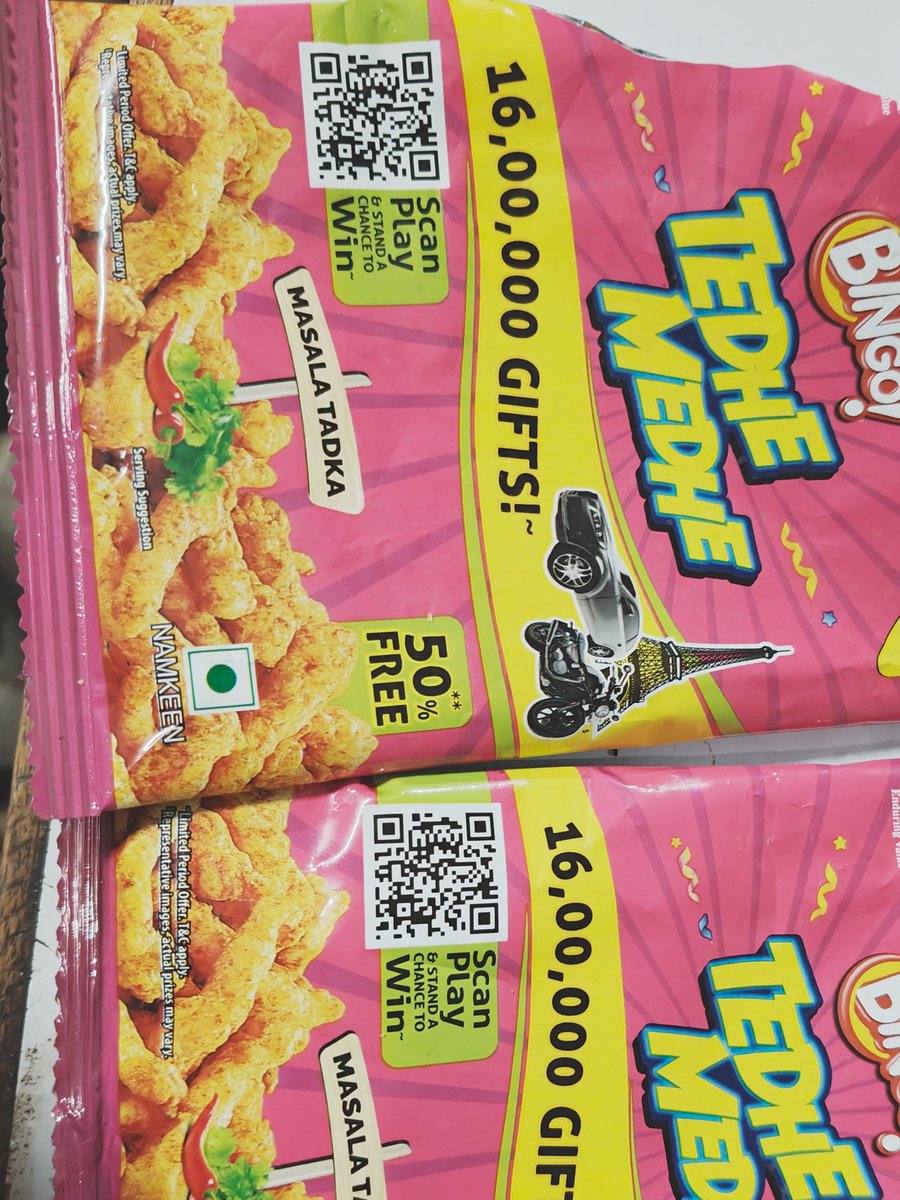 BINGO!
TEDHE
MEDHE
16,00,000 GIFTS!~
Scan
Play
& STAND A
CHANCE TO
Win~
MASALA TADKA
50%**
FREE
Serving Suggestion
NAMKEEN
~Limited Period Offer. T&C apply.
images, actual prizes may vary.
TEDHE
MED
16,00,000 GIF
Scan
Play
& STAND A
CHANCE TO
Win~
MASALA TA
~Limited Period Offer. T&C apply.
*Representative images, actual prizes may vary.
Enduring